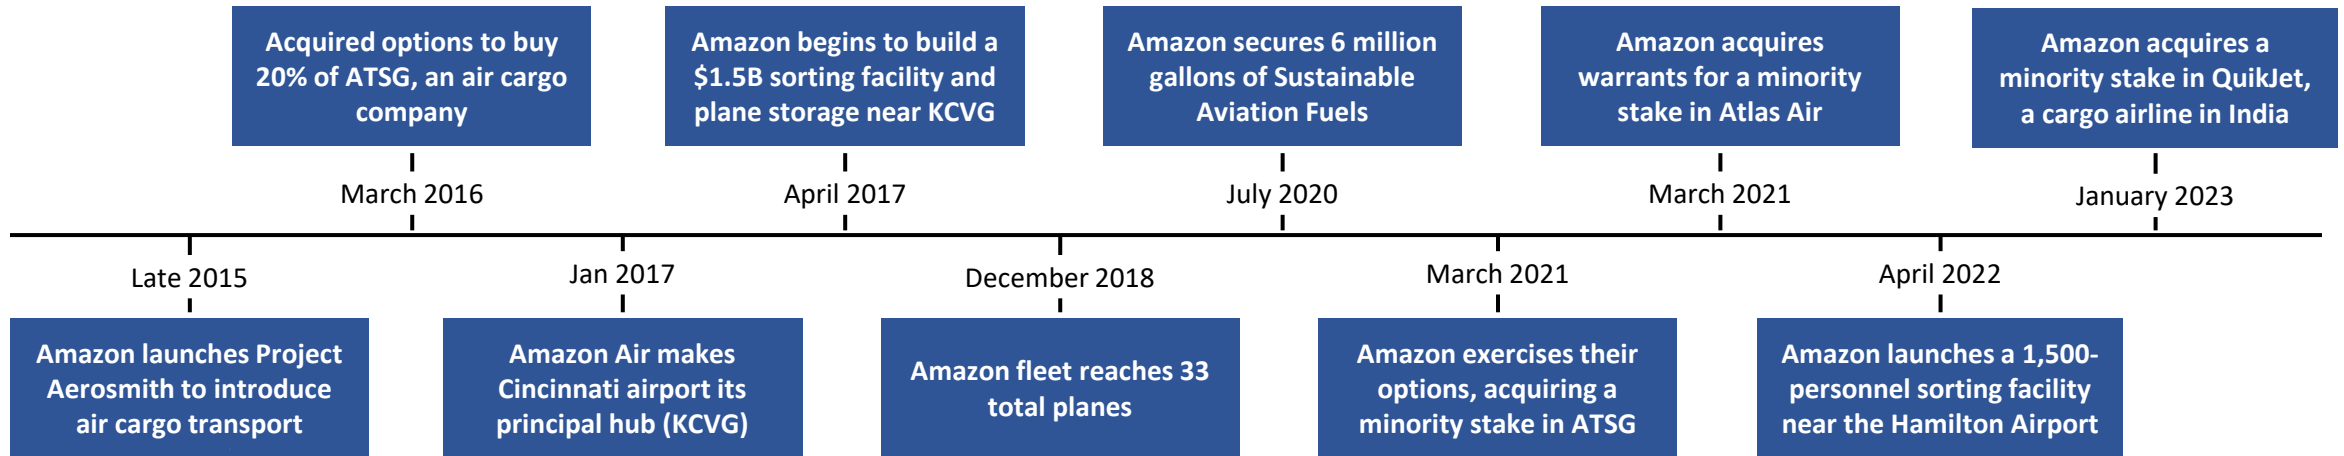 Acquired options to buy
20% of ATSG, an air cargo
company
March 2016
Amazon begins to build a
$1.5B sorting facility and
plane storage near KCVG
April 2017
Amazon secures 6 million
gallons of Sustainable
Aviation Fuels
July 2020
Amazon acquires
warrants for a minority
stake in Atlas Air
March 2021
Amazon acquires a
minority stake in QuikJet,
a cargo airline in India
January 2023
Late 2015
Amazon launches Project
Aerosmith to introduce
air cargo transport
Jan 2017
Amazon Air makes
Cincinnati airport its
principal hub (KCVG)
December 2018
Amazon fleet reaches 33
total planes
March 2021
Amazon exercises their
options, acquiring a
minority stake in ATSG
April 2022
Amazon launches a 1,500-
personnel sorting facility
near the Hamilton Airport